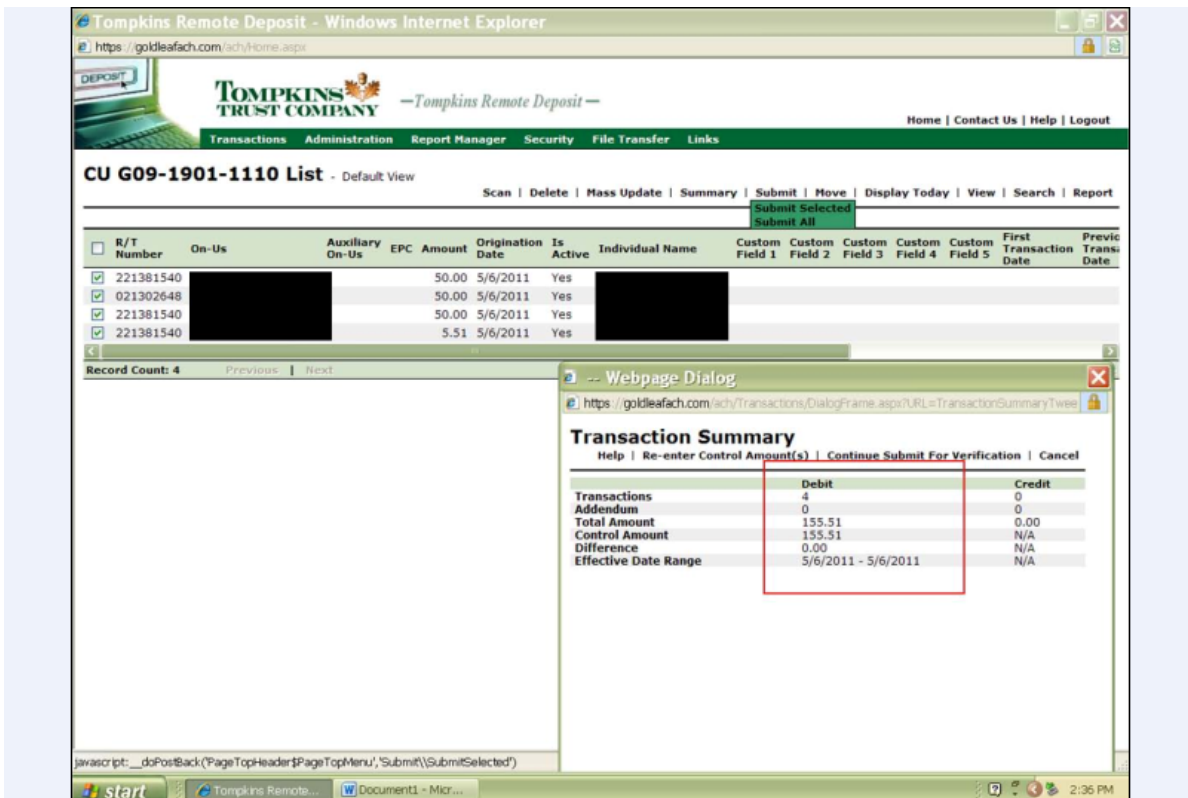 Tompkins Remote Deposit - Windows Internet Explorer
https://goldleafach.com/ach/Home.aspx
DEPOSIT
TOMPKINS
TRUST COMPANY
—Tompkins Remote Deposit—
Home | Contact Us | Help | Logout
Transactions Administration Report Manager Security File Transfer Links
CU G09-1901-1110 List - Default View
Scan | Delete | Mass Update | Summary | Submit | Move | Display Today | View | Search | Report
Submit Selected
Submit All
R/T Number On-Us Auxiliary On-Us EPC Amount Origination Date Is Active Individual Name Custom Field 1 Custom Field 2 Custom Field 3 Custom Field 4 Custom Field 5 First Transaction Date Previo Transa Date
221381540 50.00 5/6/2011 Yes
021302648 50.00 5/6/2011 Yes
221381540 50.00 5/6/2011 Yes
221381540 5.51 5/6/2011 Yes
Record Count: 4 Previous | Next
-- Webpage Dialog
https://goldleafach.com/ach/Transactions/DialogFrame.aspx?URL=TransactionSummaryTwee
Transaction Summary
Help | Re-enter Control Amount(s) | Continue Submit For Verification | Cancel
Debit Credit
Transactions 4 0
Addendum 0 0
Total Amount 155.51 0.00
Control Amount 155.51 N/A
Difference 0.00 N/A
Effective Date Range 5/6/2011 - 5/6/2011 N/A
javascript:__doPostBack('PageTopHeader$PageTopMenu','Submit\\SubmitSelected')
start Tompkins Remote... Document1 - Micr... 2:36 PM